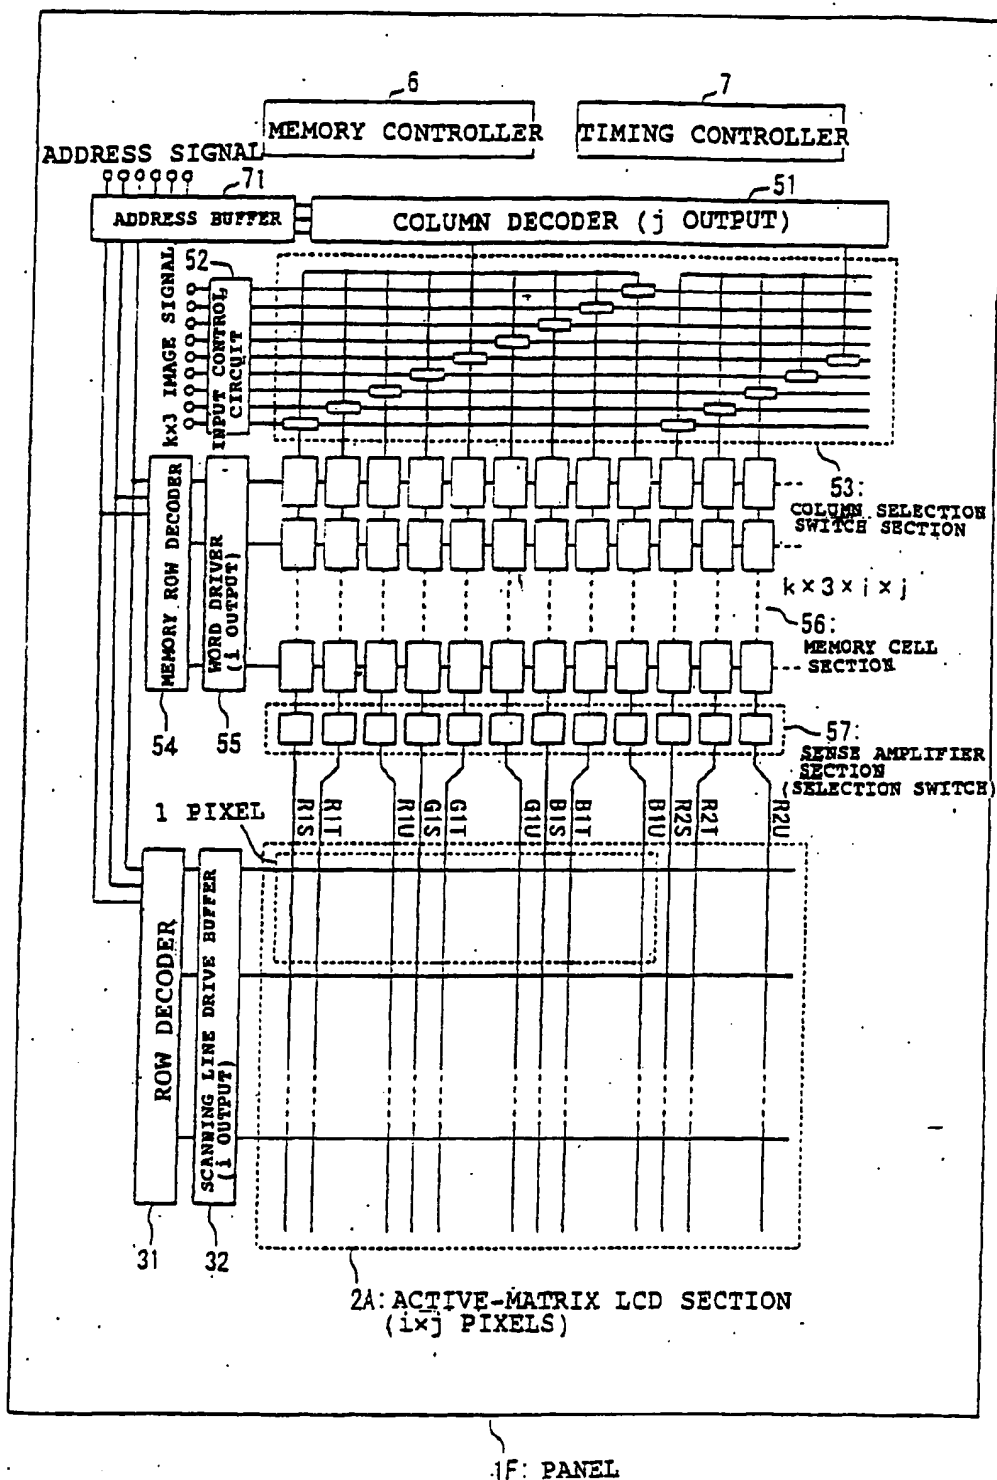 6
7
MEMORY CONTROLLER
TIMING CONTROLLER
ADDRESS SIGNAL
71
51
ADDRESS BUFFER
COLUMN DECODER (j OUTPUT)
52
k×3 IMAGE SIGNAL
INPUT CONTROL
CIRCUIT
53:
COLUMN SELECTION
SWITCH SECTION
MEMORY ROW DECODER
WORD DRIVER
(i OUTPUT)
k×3×i×j
56:
MEMORY CELL
SECTION
54
55
57:
SENSE AMPLIFIER
SECTION
(SELECTION SWITCH)
1 PIXEL
R1S
R1T
R1U
G1S
G1T
G1U
B1S
B1T
B1U
R2S
R2T
R2U
ROW DECODER
SCANNING LINE DRIVE BUFFER
(i OUTPUT)
31
32
2A: ACTIVE-MATRIX LCD SECTION
(i×j PIXELS)
1F: PANEL